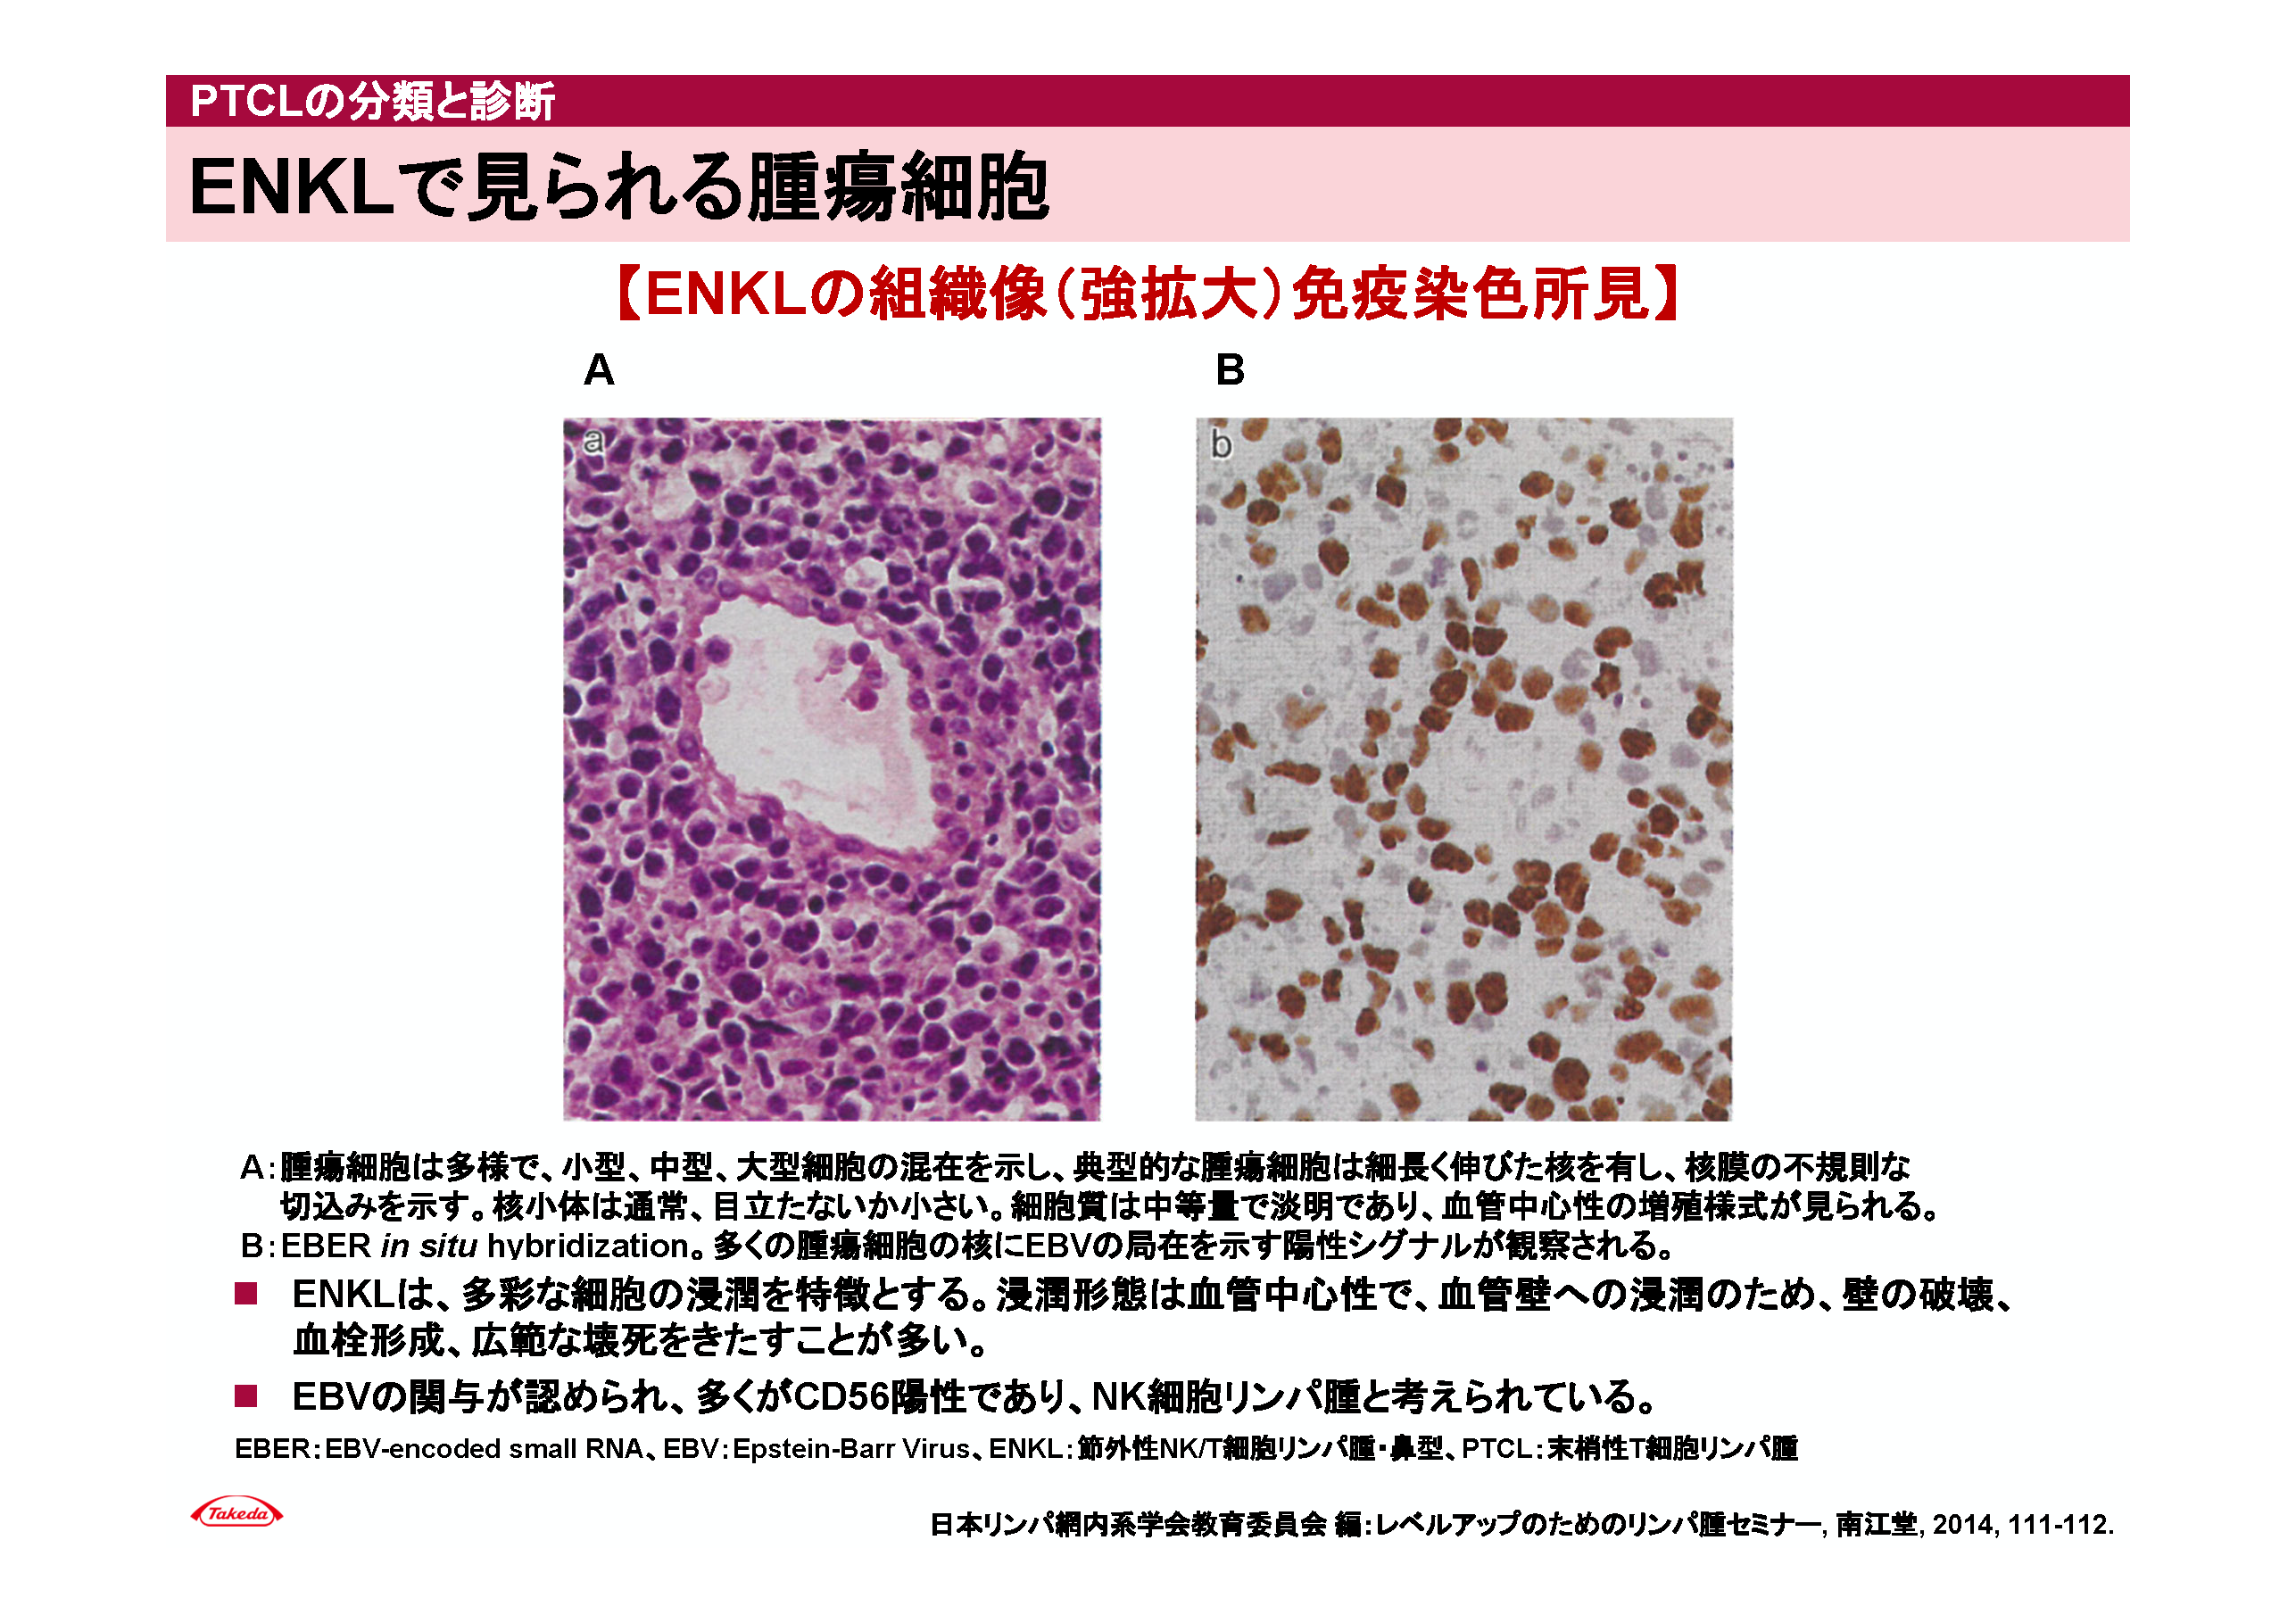 PTCLの分類と診断
ENKLで見られる腫瘍細胞
【ENKLの組織像（強拡大）免疫染色所見】
A
B
a
b
A：腫瘍細胞は多様で、小型、中型、大型細胞の混在を示し、典型的な腫瘍細胞は細長く伸びた核を有し、核膜の不規則な
切込みを示す。核小体は通常、目立たないか小さい。細胞質は中等量で淡明であり、血管中心性の増殖様式が見られる。
B：EBER in situ hybridization。多くの腫瘍細胞の核にEBVの局在を示す陽性シグナルが観察される。
■ ENKLは、多彩な細胞の浸潤を特徴とする。浸潤形態は血管中心性で、血管壁への浸潤のため、壁の破壊、
血栓形成、広範な壊死をきたすことが多い。
■ EBVの関与が認められ、多くがCD56陽性であり、NK細胞リンパ腫と考えられている。
EBER：EBV-encoded small RNA、EBV：Epstein-Barr Virus、ENKL：節外性NK/T細胞リンパ腫・鼻型、PTCL：末梢性T細胞リンパ腫
Takeda
日本リンパ網内系学会教育委員会 編：レベルアップのためのリンパ腫セミナー, 南江堂, 2014, 111-112.